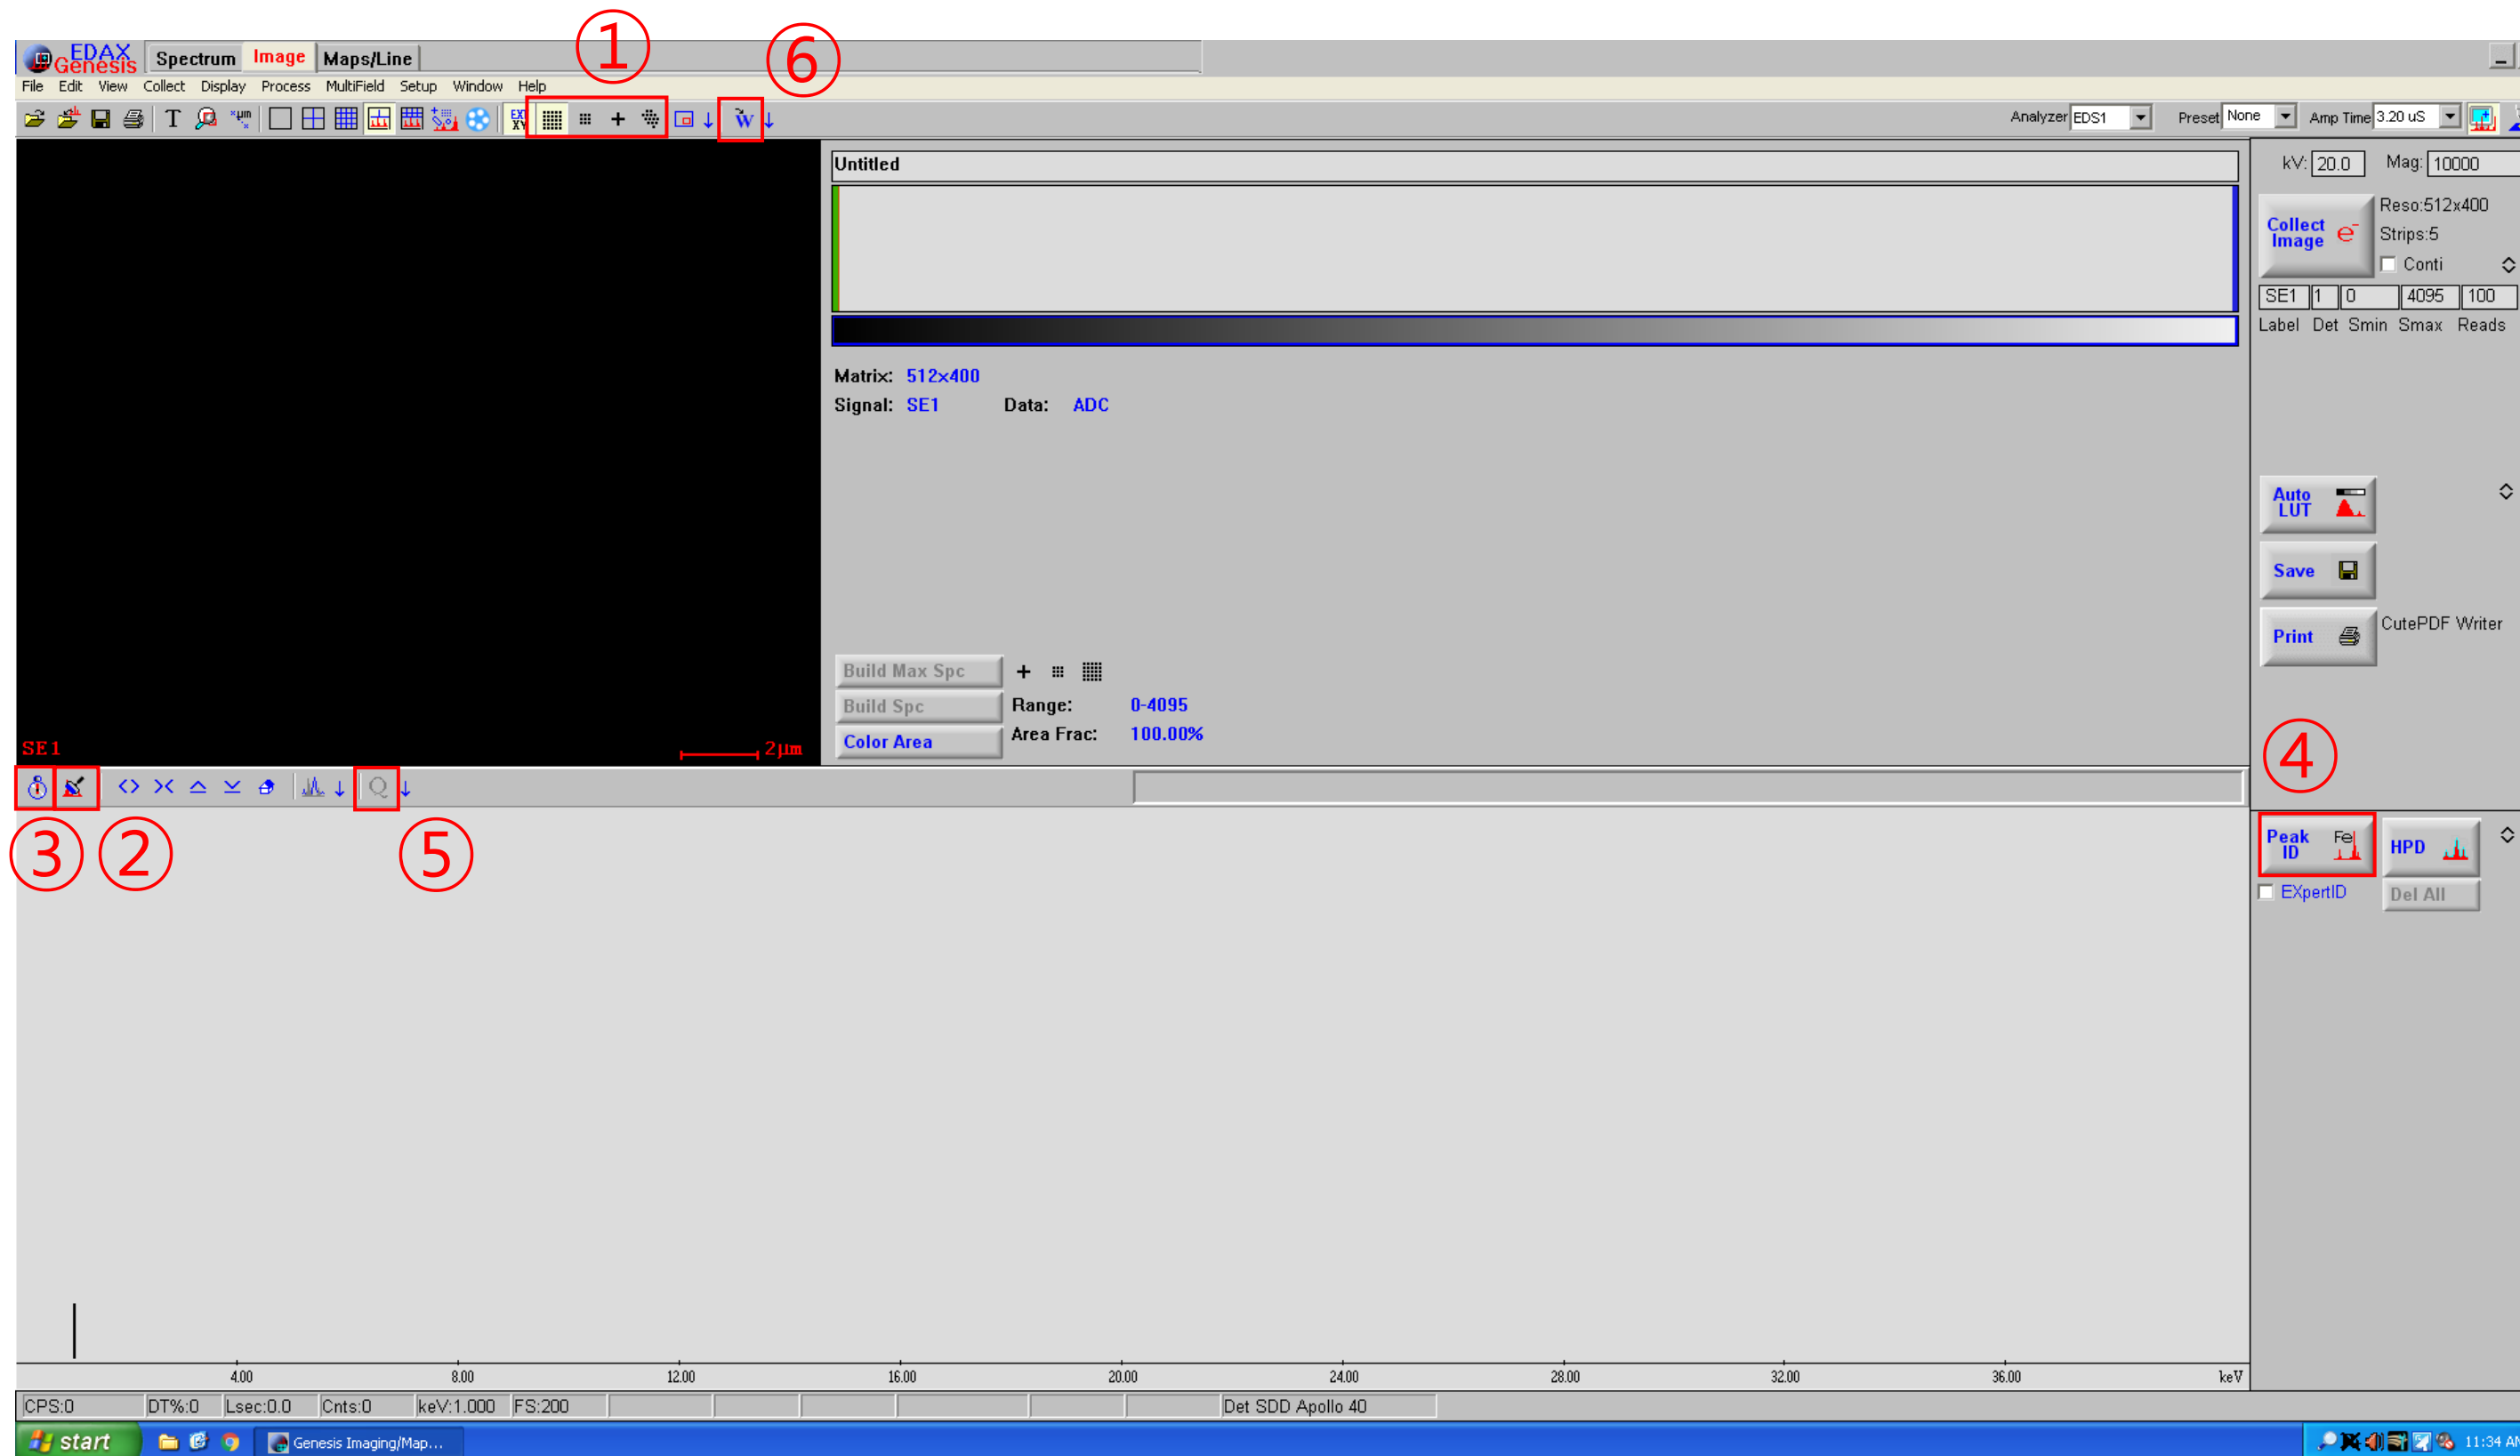 ① ⑥
EDAX Genesis Spectrum Image Maps/Line
File Edit View Collect Display Process MultiField Setup Window Help
T µm EX XY W Analyzer EDS1 Preset None Amp Time 3.20 uS
Untitled
kV: 20.0 Mag: 10000
Collect Image e⁻ Reso:512x400
Strips:5
Conti
SE1 1 0 4095 100
Label Det Smin Smax Reads
Matrix: 512x400
Signal: SE1 Data: ADC
Auto LUT
Save
Print CutePDF Writer
Build Max Spc
Build Spc Range: 0-4095
Color Area Area Frac: 100.00%
SE1 2µm
④
Q
③ ② ⑤
Peak ID Fe HPD
EXpertID Del All
4.00 8.00 12.00 16.00 20.00 24.00 28.00 32.00 36.00 keV
CPS:0 DT%:0 Lsec:0.0 Cnts:0 keV:1.000 FS:200 Det SDD Apollo 40
start Genesis Imaging/Map... 11:34 AM